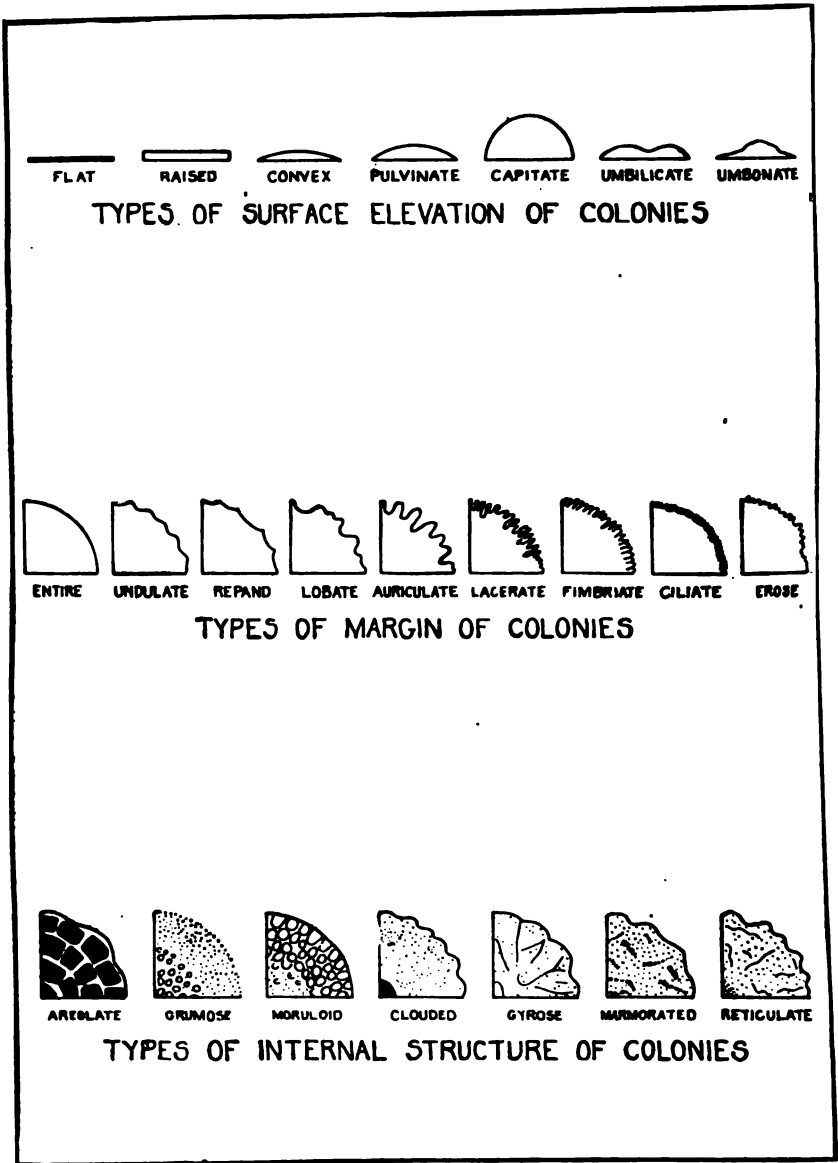 FLAT RAISED CONVEX PULVINATE CAPITATE UMBILICATE UMBONATE
TYPES OF SURFACE ELEVATION OF COLONIES
ENTIRE UNDULATE REPAND LOBATE AURICULATE LACERATE FIMBRIATE CILIATE EROSE
TYPES OF MARGIN OF COLONIES
AREOLATE GRUMOSE MORULOID CLOUDED GYROSE MARMORATED RETICULATE
TYPES OF INTERNAL STRUCTURE OF COLONIES